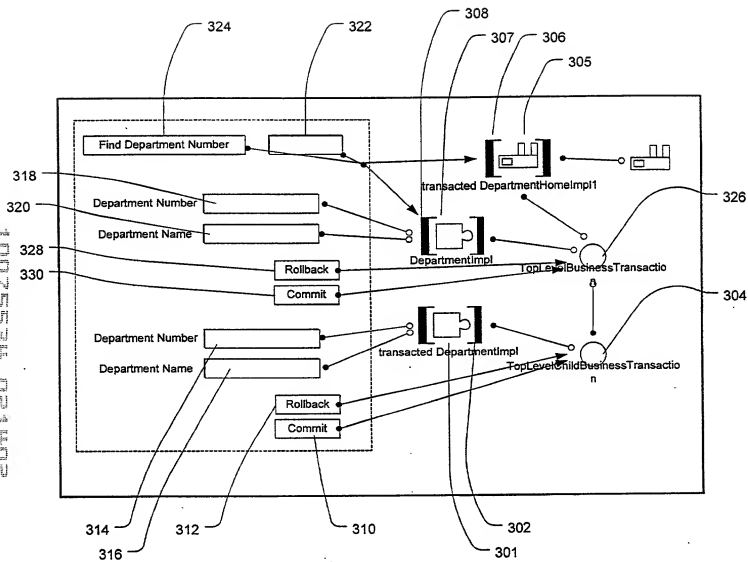 308
324
322
307
306
305
Find Department Number
318
transacted DepartmentHomeImpl1
320
Department Number
326
Department Name
328
DepartmentImpl
Rollback
TopLevelBusinessTransactio
n
330
Commit
304
Department Number
transacted DepartmentImpl
Department Name
TopLevelChildBusinessTransactio
n
Rollback
Commit
314
312
310
302
316
301